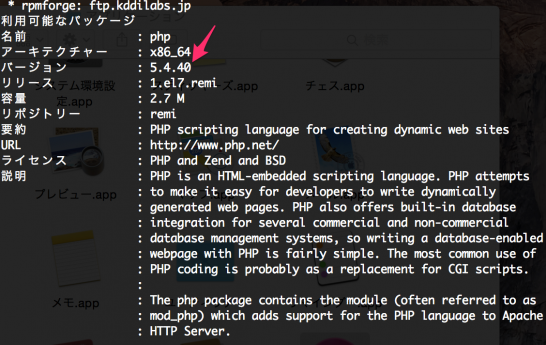 * rpmforge: ftp.kddilabs.jp
利用可能なパッケージ
名前 : php
アーキテクチャー : x86_64
バージョン : 5.4.40
リリース : 1.el7.remi
容量 : 2.7 M
リポジトリー : remi
要約 : PHP scripting language for creating dynamic web sites
URL : http://www.php.net/
ライセンス : PHP and Zend and BSD
説明 : PHP is an HTML-embedded scripting language. PHP attempts
: to make it easy for developers to write dynamically
: generated web pages. PHP also offers built-in database
: integration for several commercial and non-commercial
: database management systems, so writing a database-enabled
: webpage with PHP is fairly simple. The most common use of
: PHP coding is probably as a replacement for CGI scripts.
:
: The php package contains the module (often referred to as
: mod_php) which adds support for the PHP language to Apache
: HTTP Server.
検索
システム環境設定.app
チェス.app
プレビュー.app
メモ.app